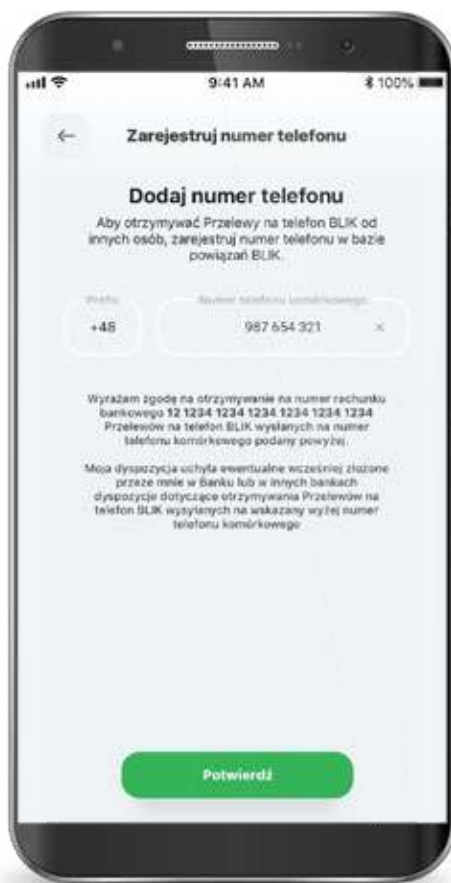 9:41 AM
100%
←
Zarejestruj numer telefonu
Dodaj numer telefonu
Aby otrzymywać Przelewy na telefon BLIK od
innych osób, zarejestruj numer telefonu w bazie
powiązań BLIK.
Prefix
Numer telefonu komórkowego
+48
987 654 321
×
Wyrażam zgodę na otrzymywanie na numer rachunku
bankowego 12 1234 1234 1234 1234 1234 1234
Przelewów na telefon BLIK wysłanych na numer
telefonu komórkowego podany powyżej.
Moja dyspozycja uchyla ewentualne wcześniej złożone
przeze mnie w Banku lub w innych bankach
dyspozycje dotyczące otrzymywania Przelewów na
telefon BLIK wysyłanych na wskazany wyżej numer
telefonu komórkowego
Potwierdź